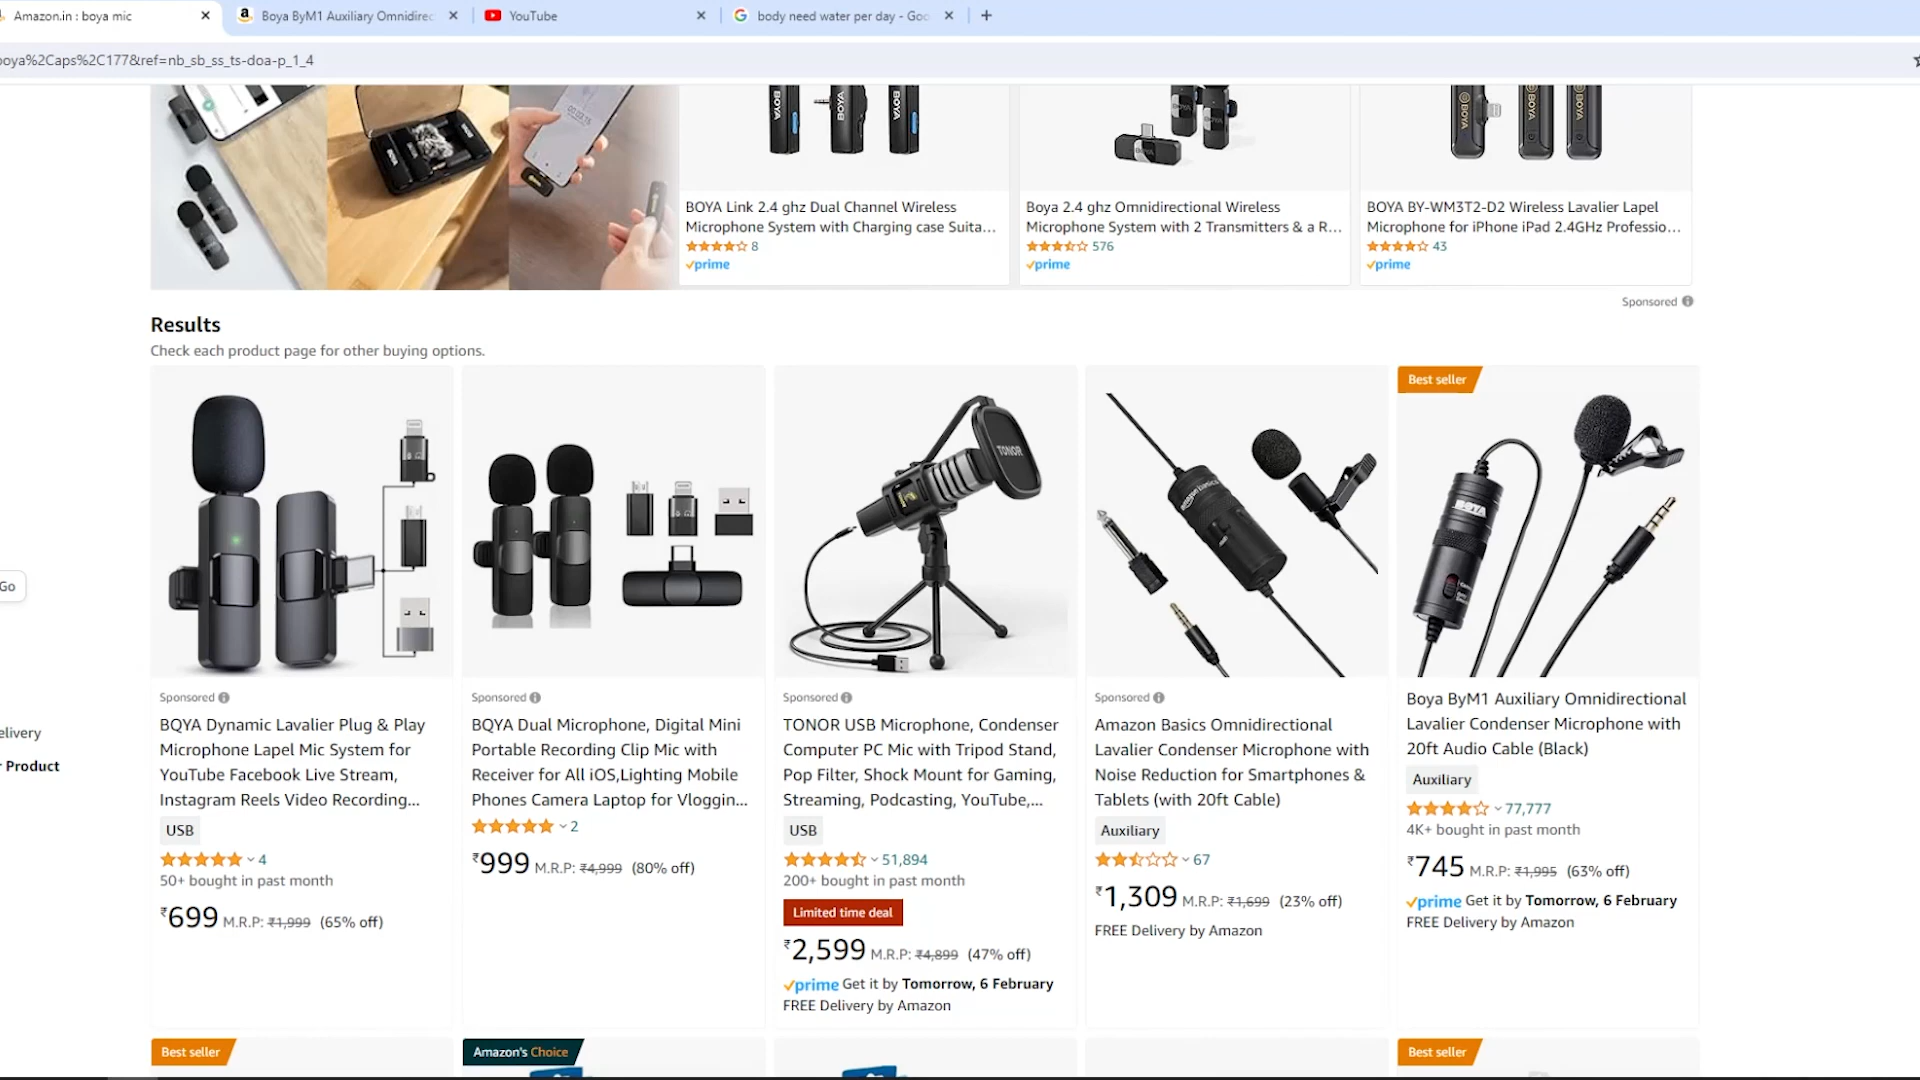 Amazon.in : boya mic
Boya ByM1 Auxiliary Omnidirec
YouTube
body need water per day - Goo
boya%2Caps%2C177&ref=nb_sb_ss_ts-doa-p_1_4
BOYA
BOYA
BOYA
BOYA
BOYA Link 2.4 ghz Dual Channel Wireless
Microphone System with Charging case Suita...
8
prime
Boya 2.4 ghz Omnidirectional Wireless
Microphone System with 2 Transmitters & a R...
576
prime
BOYA BY-WM3T2-D2 Wireless Lavalier Lapel
Microphone for iPhone iPad 2.4GHz Professio...
43
prime
Sponsored
Results
Check each product page for other buying options.
Go
elivery
r Product
Sponsored
BQYA Dynamic Lavalier Plug & Play
Microphone Lapel Mic System for
YouTube Facebook Live Stream,
Instagram Reels Video Recording...
USB
4
50+ bought in past month
₹699 M.R.P: ₹1,999 (65% off)
Sponsored
BQYA Dual Microphone, Digital Mini
Portable Recording Clip Mic with
Receiver for All iOS,Lighting Mobile
Phones Camera Laptop for Vloggin...
2
₹999 M.R.P: ₹4,999 (80% off)
TONOR
Sponsored
TONOR USB Microphone, Condenser
Computer PC Mic with Tripod Stand,
Pop Filter, Shock Mount for Gaming,
Streaming, Podcasting, YouTube,...
USB
51,894
200+ bought in past month
Limited time deal
₹2,599 M.R.P: ₹4,899 (47% off)
prime Get it by Tomorrow, 6 February
FREE Delivery by Amazon
amazon basics
Sponsored
Amazon Basics Omnidirectional
Lavalier Condenser Microphone with
Noise Reduction for Smartphones &
Tablets (with 20ft Cable)
Auxiliary
67
₹1,309 M.R.P: ₹1,699 (23% off)
FREE Delivery by Amazon
Best seller
BOYA
Boya ByM1 Auxiliary Omnidirectional
Lavalier Condenser Microphone with
20ft Audio Cable (Black)
Auxiliary
77,777
4K+ bought in past month
₹745 M.R.P: ₹1,995 (63% off)
prime Get it by Tomorrow, 6 February
FREE Delivery by Amazon
Best seller
Amazon's Choice
Best seller